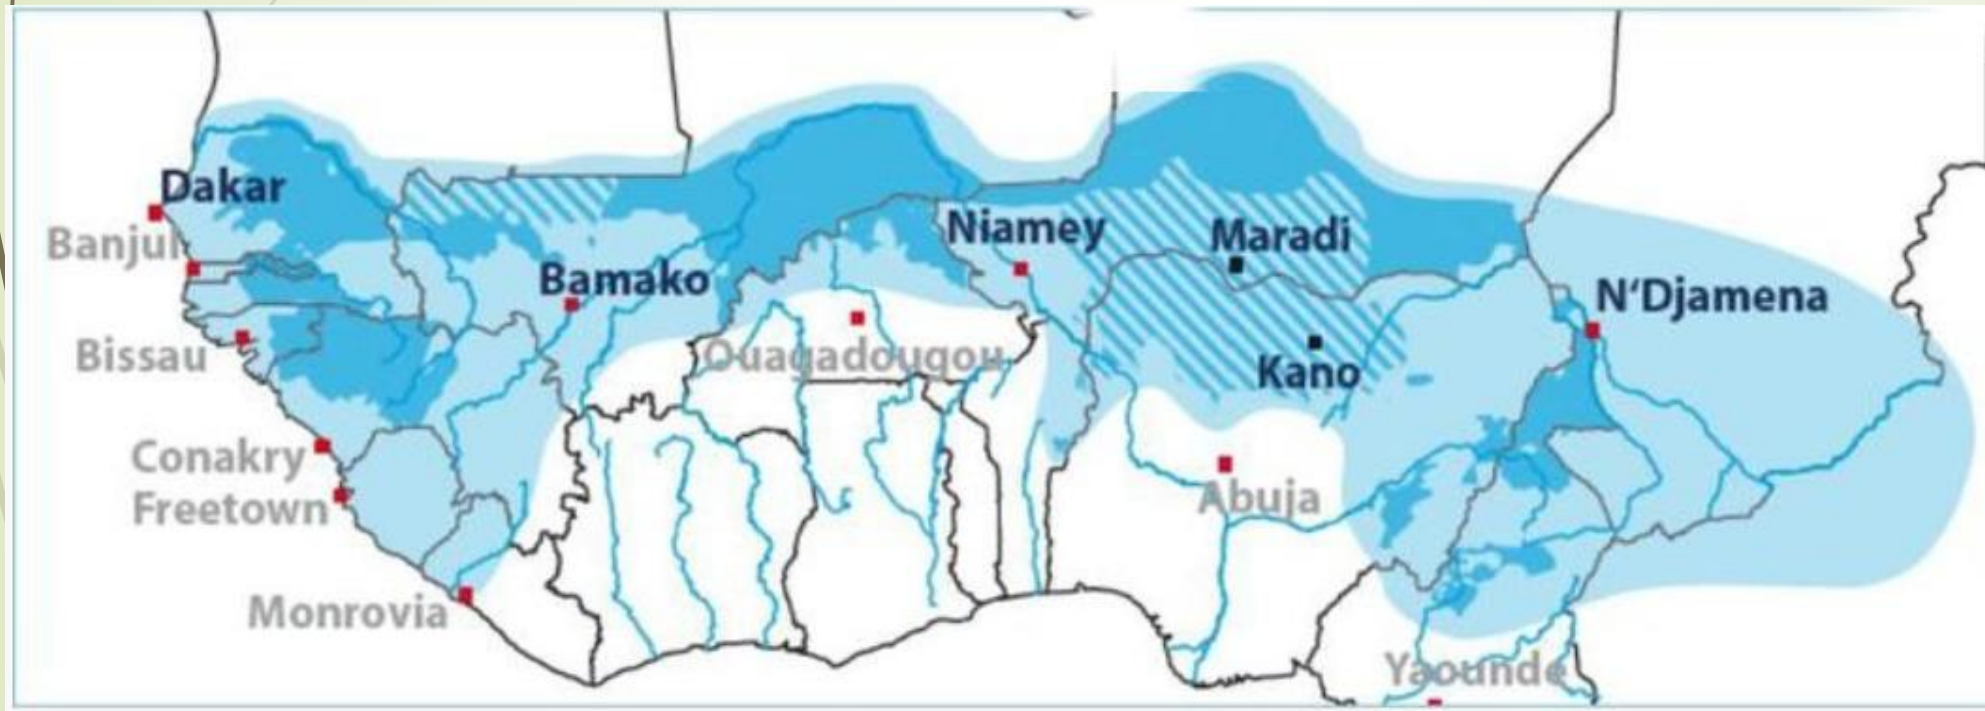 Dakar
Banjul
Niamey
Maradi
Bamako
N'Djamena
Bissau
Ouagadougou
Kano
Conakry
Freetown
Abuja
Monrovia
Yaounde